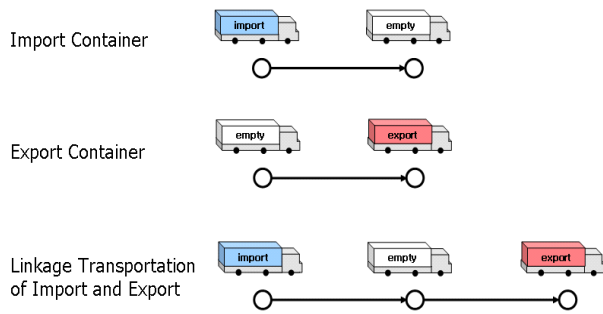 import
empty
Import Container
empty
export
Export Container
import
empty
export
Linkage Transportation
of Import and Export